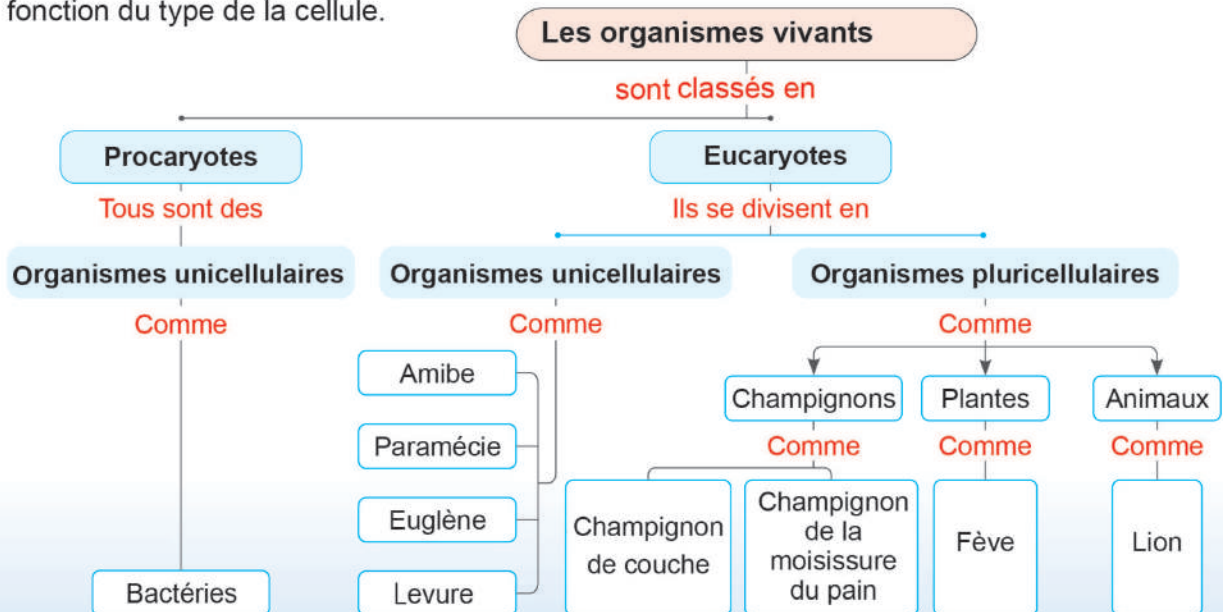 fonction du type de la cellule.
Les organismes vivants
sont classés en
Procaryotes
Eucaryotes
Tous sont des
Ils se divisent en
Organismes unicellulaires
Organismes unicellulaires
Organismes pluricellulaires
Comme
Comme
Comme
Amibe
Paramécie
Euglène
Levure
Bactéries
Champignons
Plantes
Animaux
Comme
Comme
Comme
Champignon
de couche
Champignon
de la
moisissure
du pain
Fève
Lion